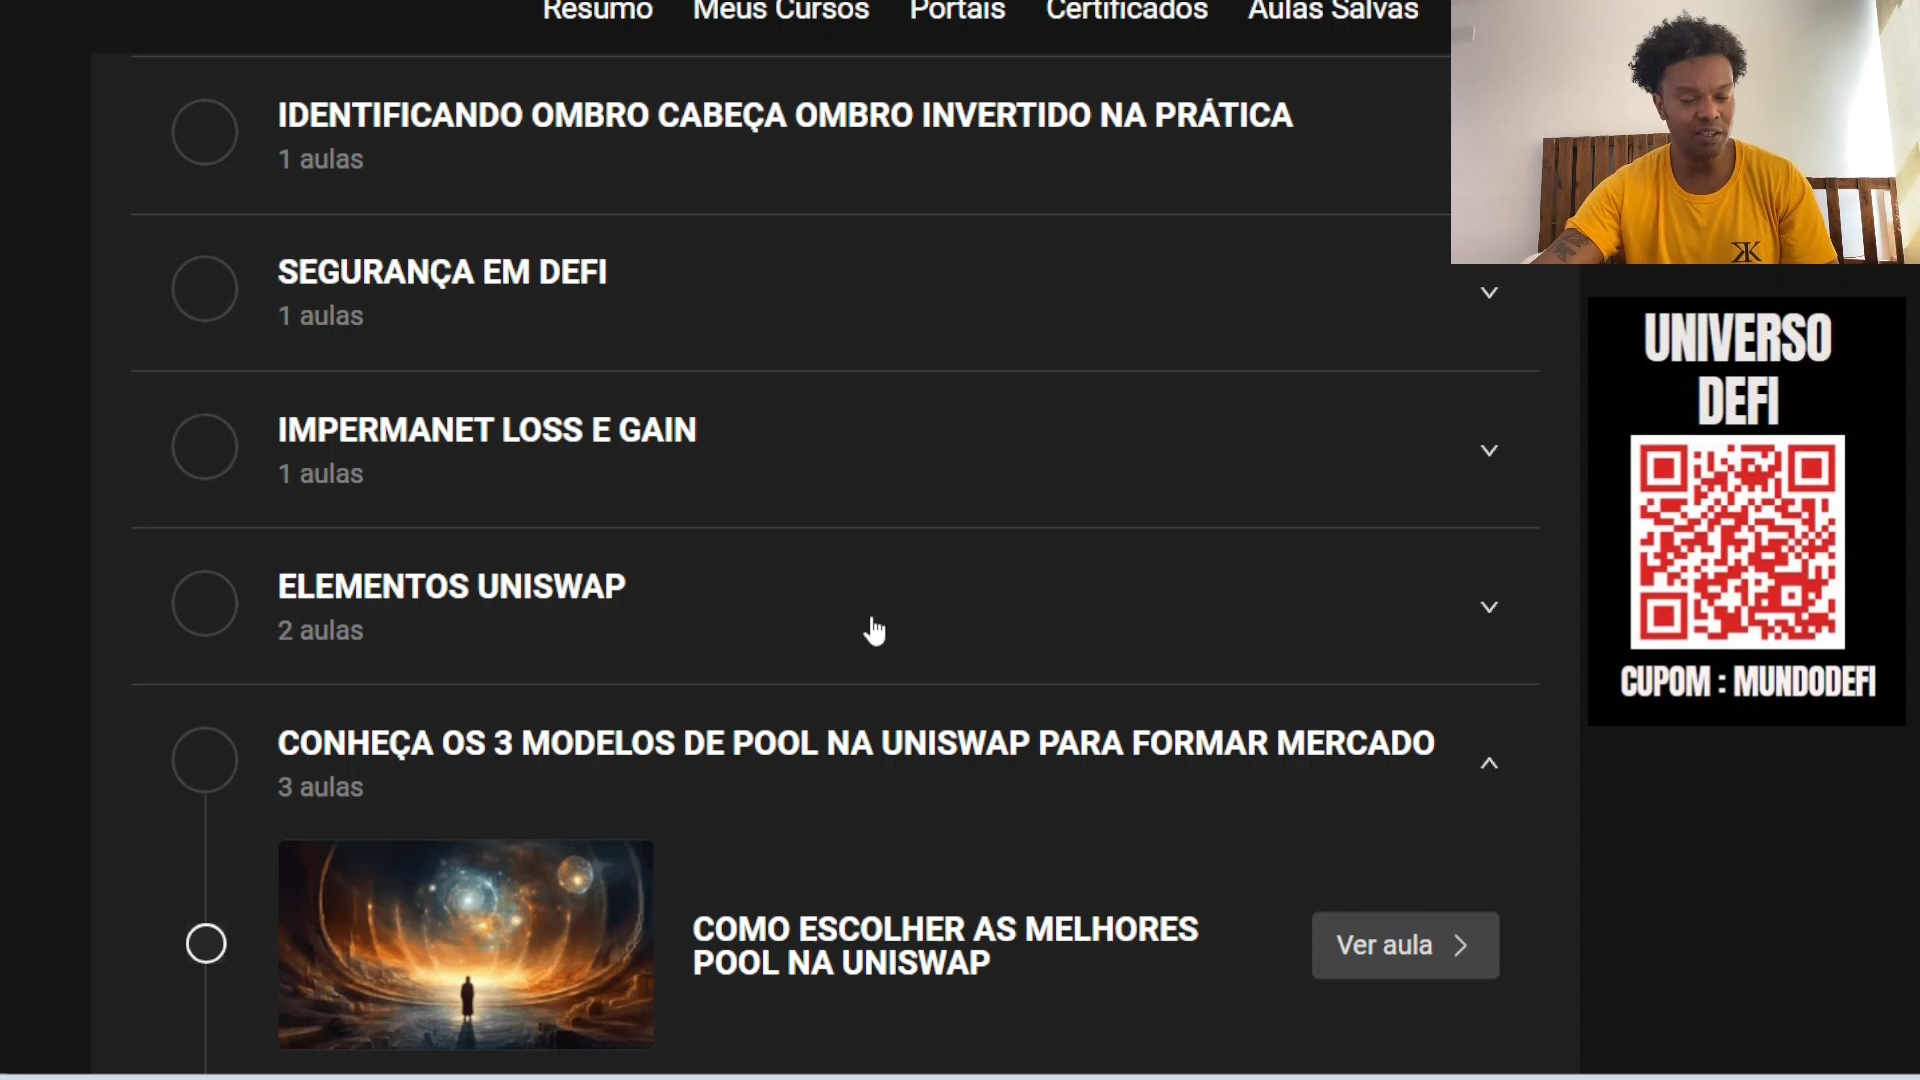 Resumo Meus Cursos Portais Certificados Aulas Salvas
IDENTIFICANDO OMBRO CABEÇA OMBRO INVERTIDO NA PRÁTICA
1 aulas
SEGURANÇA EM DEFI
1 aulas
IMPERMANET LOSS E GAIN
1 aulas
ELEMENTOS UNISWAP
2 aulas
CONHEÇA OS 3 MODELOS DE POOL NA UNISWAP PARA FORMAR MERCADO
3 aulas
COMO ESCOLHER AS MELHORES
POOL NA UNISWAP
Ver aula
UNIVERSO
DEFI
CUPOM : MUNDODEFI